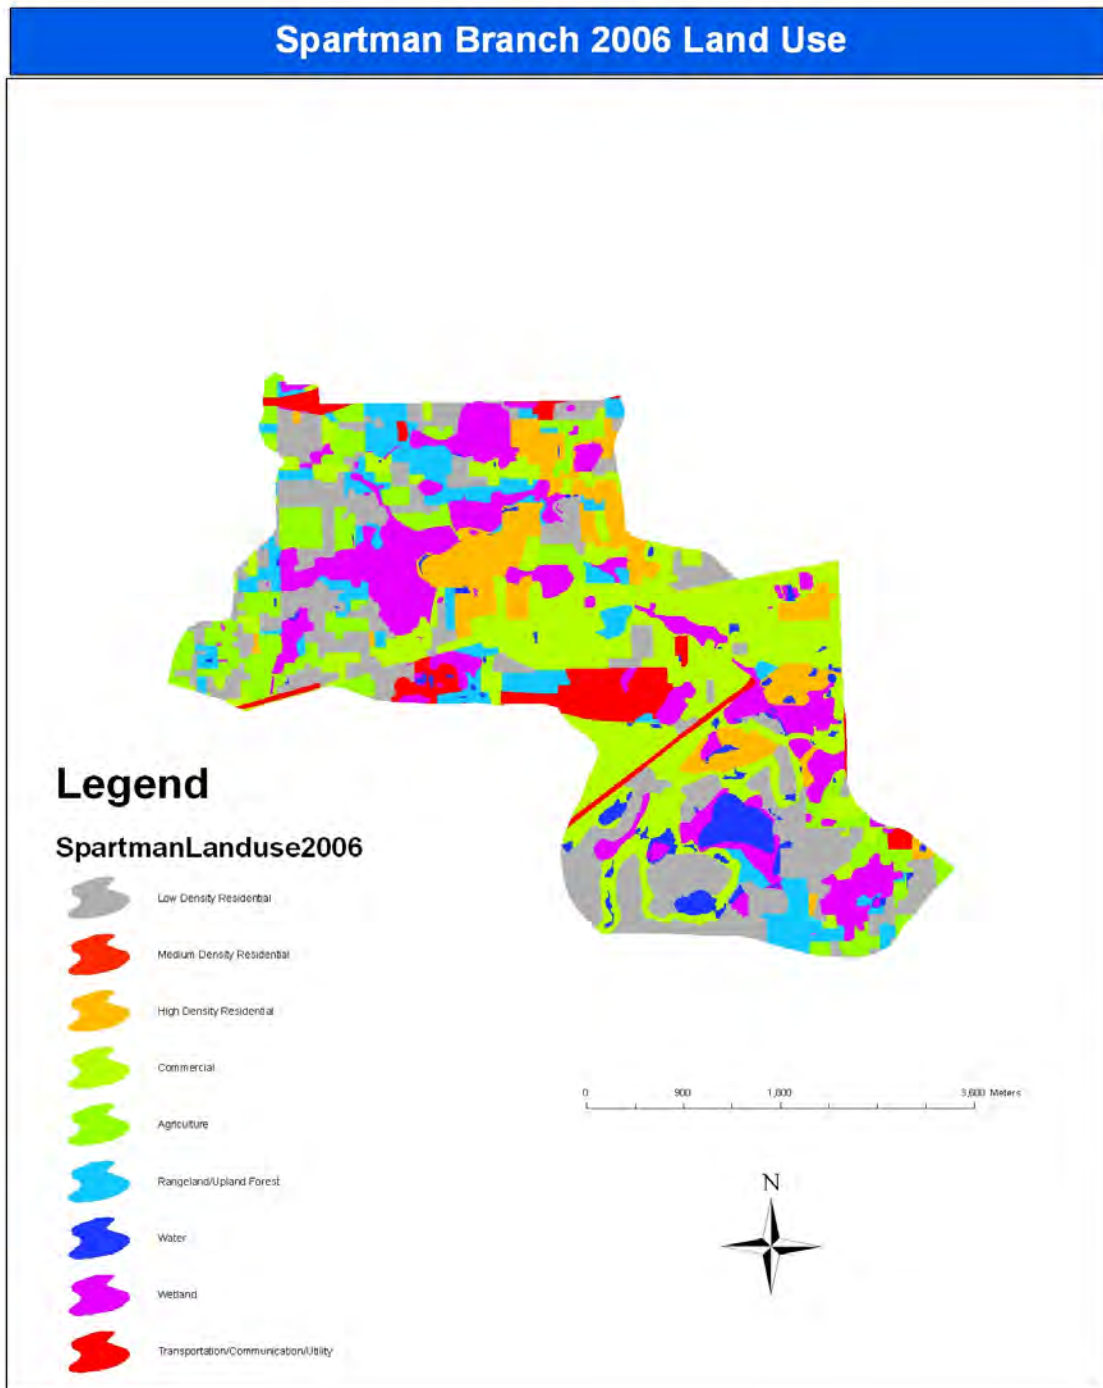 Spartman Branch 2006 Land Use
Legend
SpartmanLanduse2006
Low Density Residential
Medium Density Residential
High Density Residential
Commercial
Agriculture
Rangeland/Upland Forest
Water
Wetland
Transportation/Communication/Utility
0 900 1,800 3,600 Meters
N